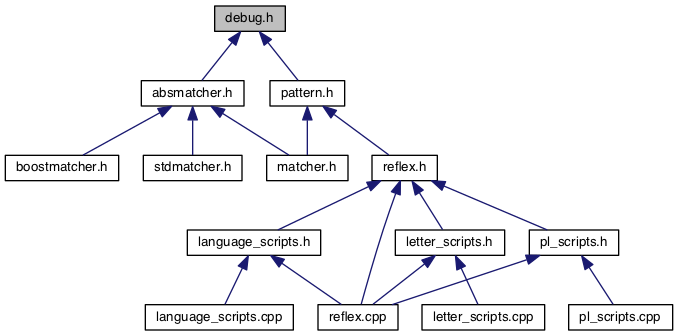 debug.h
absmatcher.h
pattern.h
boostmatcher.h
stdmatcher.h
matcher.h
reflex.h
language_scripts.h
letter_scripts.h
pl_scripts.h
language_scripts.cpp
reflex.cpp
letter_scripts.cpp
pl_scripts.cpp